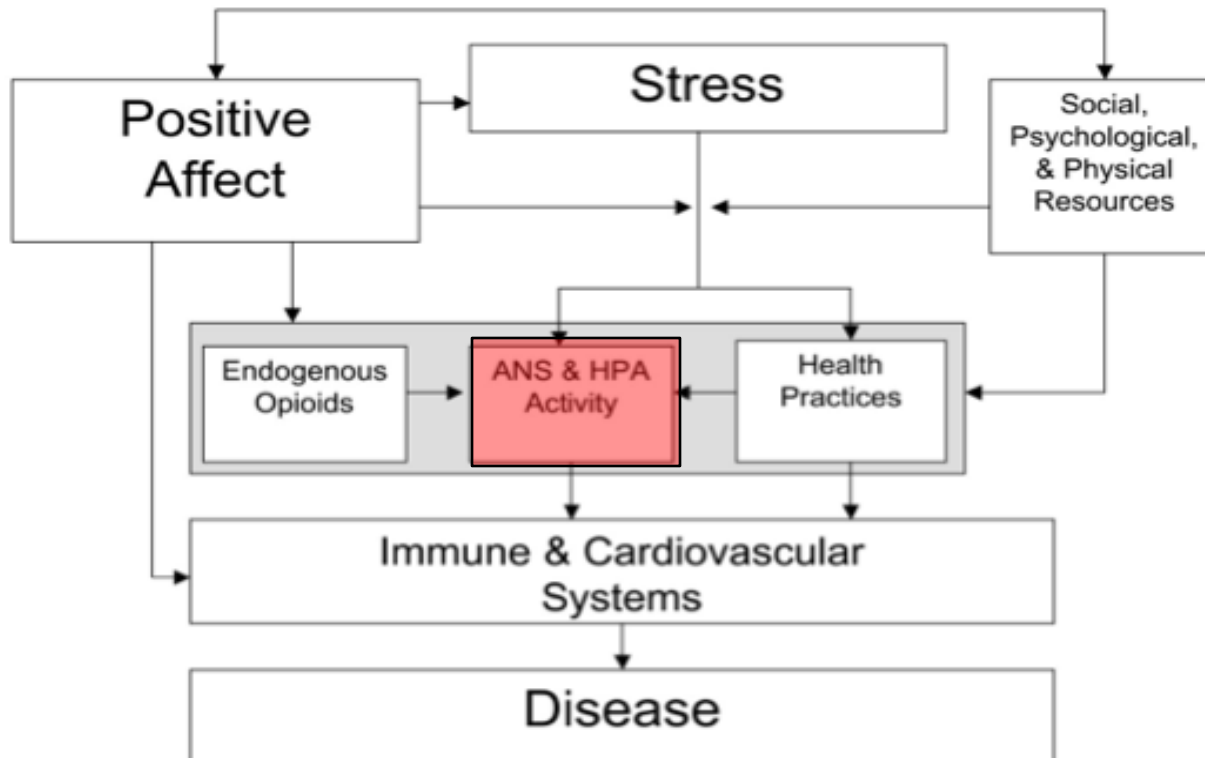 Positive
Affect
Stress
Social,
Psychological,
& Physical
Resources
Endogenous
Opioids
ANS & HPA
Activity
Health
Practices
Immune & Cardiovascular
Systems
Disease